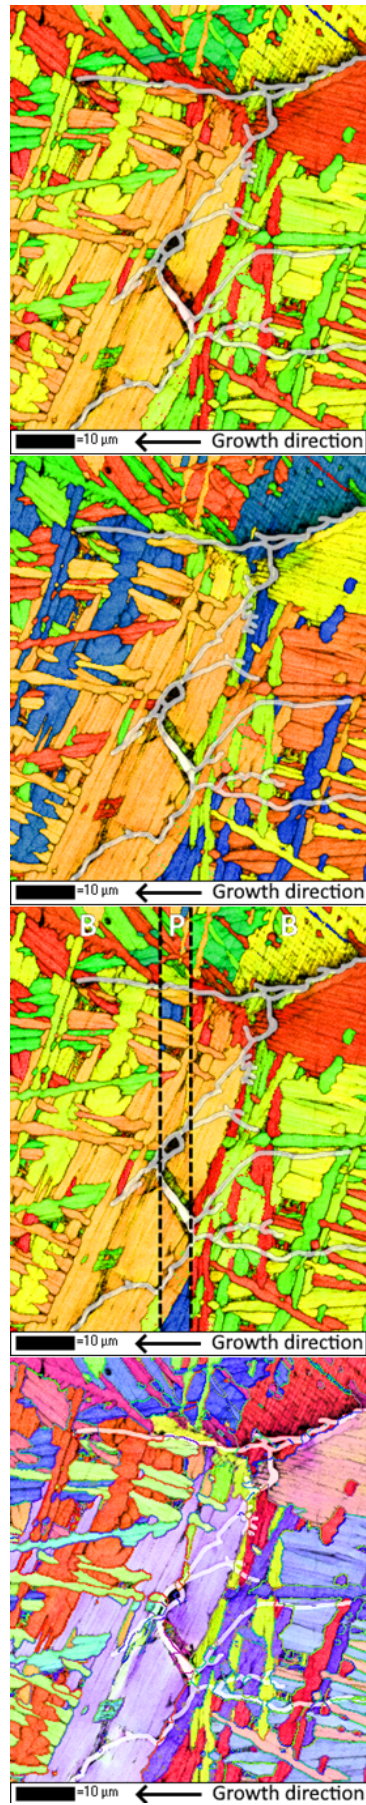 =10 μm Growth direction
=10 μm Growth direction
B P B
=10 μm Growth direction
=10 μm Growth direction